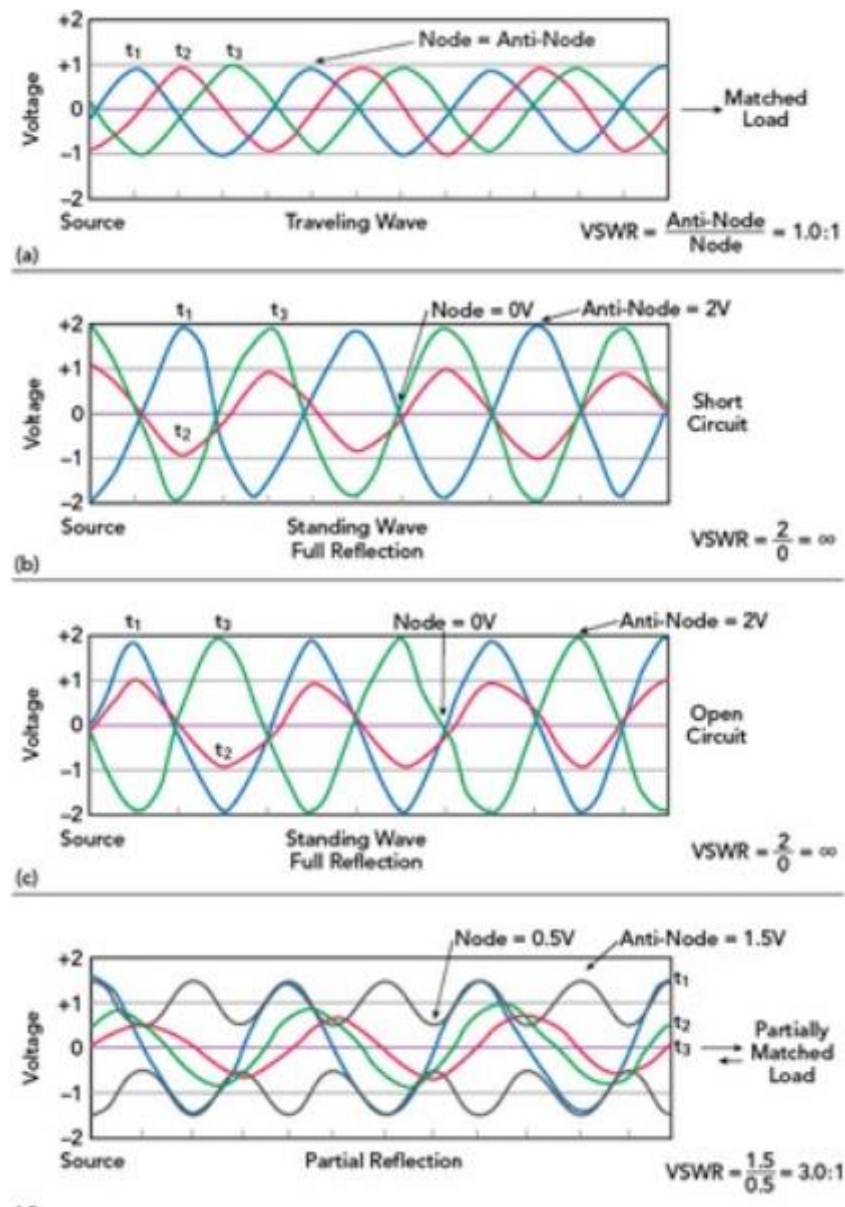 +2
t1 t2 t3
Node = Anti-Node
+1
Voltage
0
Matched
Load
−1
−2
Source
Traveling Wave
VSWR = Anti-Node / Node = 1.0:1
(a)
t1
t3
Node = 0V
Anti-Node = 2V
+2
+1
Voltage
0
Short
Circuit
t2
−1
−2
Source
Standing Wave
Full Reflection
VSWR = 2/0 = ∞
(b)
t1
t3
Node = 0V
Anti-Node = 2V
+2
+1
Voltage
0
Open
Circuit
t2
−1
−2
Source
Standing Wave
Full Reflection
VSWR = 2/0 = ∞
(c)
Node = 0.5V
Anti-Node = 1.5V
+2
t1
+1
t2
Voltage
0
t3
Partially
Matched
Load
−1
−2
Source
Partial Reflection
VSWR = 1.5/0.5 = 3.0:1